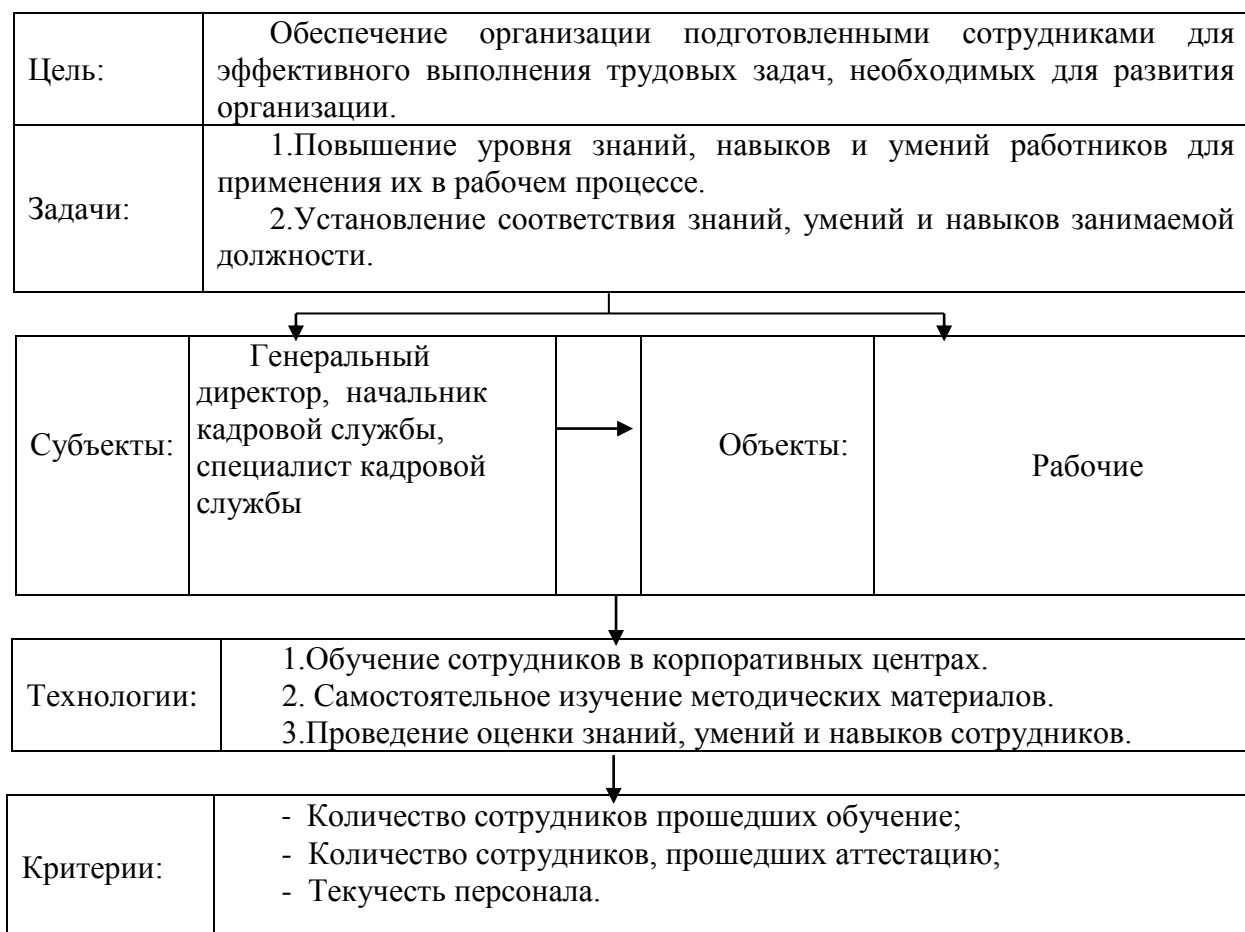 Цель:
Обеспечение организации подготовленными сотрудниками для
эффективного выполнения трудовых задач, необходимых для развития
организации.
Задачи:
1.Повышение уровня знаний, навыков и умений работников для
применения их в рабочем процессе.
2.Установление соответствия знаний, умений и навыков занимаемой
должности.
Субъекты:
Генеральный
директор, начальник
кадровой службы,
специалист кадровой
службы
Объекты:
Рабочие
Технологии:
1.Обучение сотрудников в корпоративных центрах.
2. Самостоятельное изучение методических материалов.
3.Проведение оценки знаний, умений и навыков сотрудников.
Критерии:
- Количество сотрудников прошедших обучение;
- Количество сотрудников, прошедших аттестацию;
- Текучесть персонала.